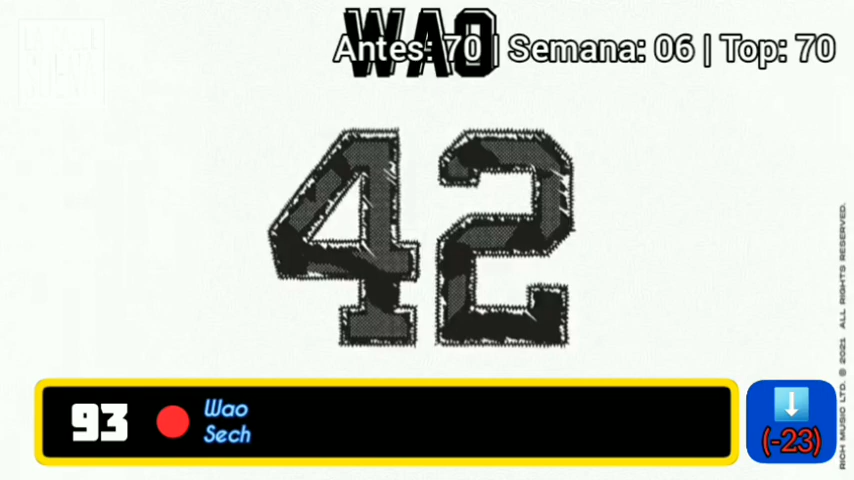 WAO
Antes: 70 | Semana: 06 | Top: 70
42
93
Wao
Sech
(-23)
RICH MUSIC LTD. © 2021 ALL RIGHTS RESERVED.